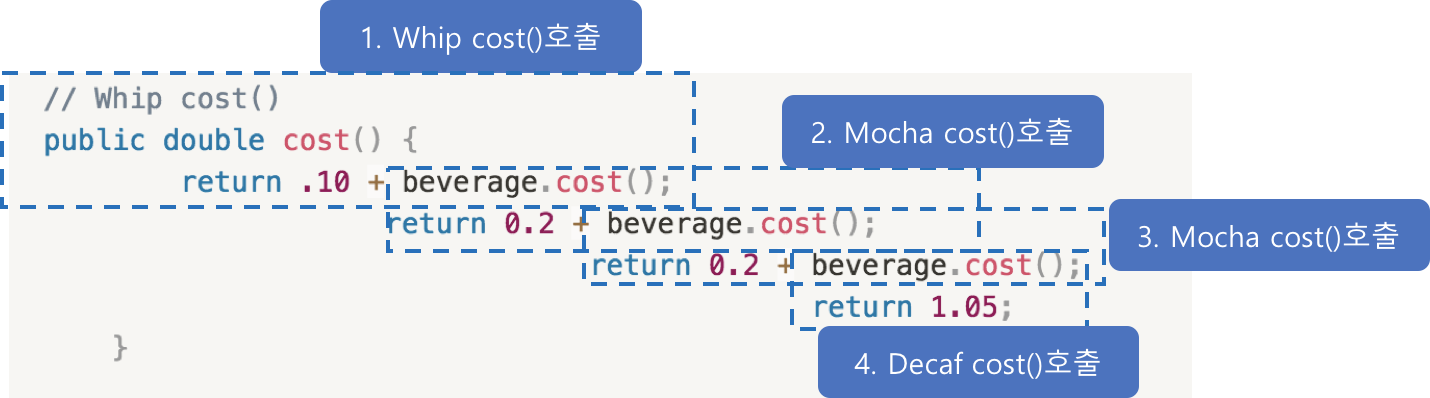 1. Whip cost()호출
// Whip cost()
public double cost() {
2. Mocha cost()호출
return .10 + beverage.cost();
return 0.2 + beverage.cost();
3. Mocha cost()호출
return 0.2 + beverage.cost();
return 1.05;
}
4. Decaf cost()호출